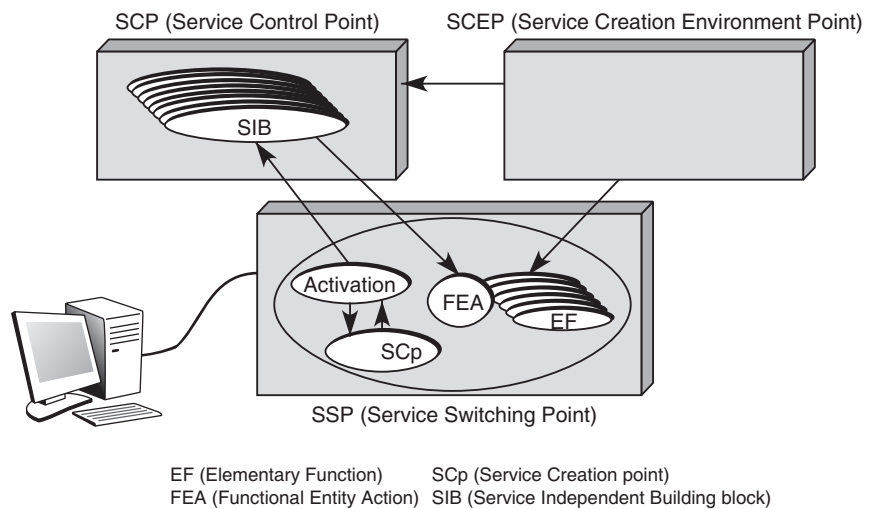 SCP (Service Control Point)
SCEP (Service Creation Environment Point)
SIB
Activation
FEA
EF
SCp
SSP (Service Switching Point)
EF (Elementary Function)
SCp (Service Creation point)
FEA (Functional Entity Action)
SIB (Service Independent Building block)